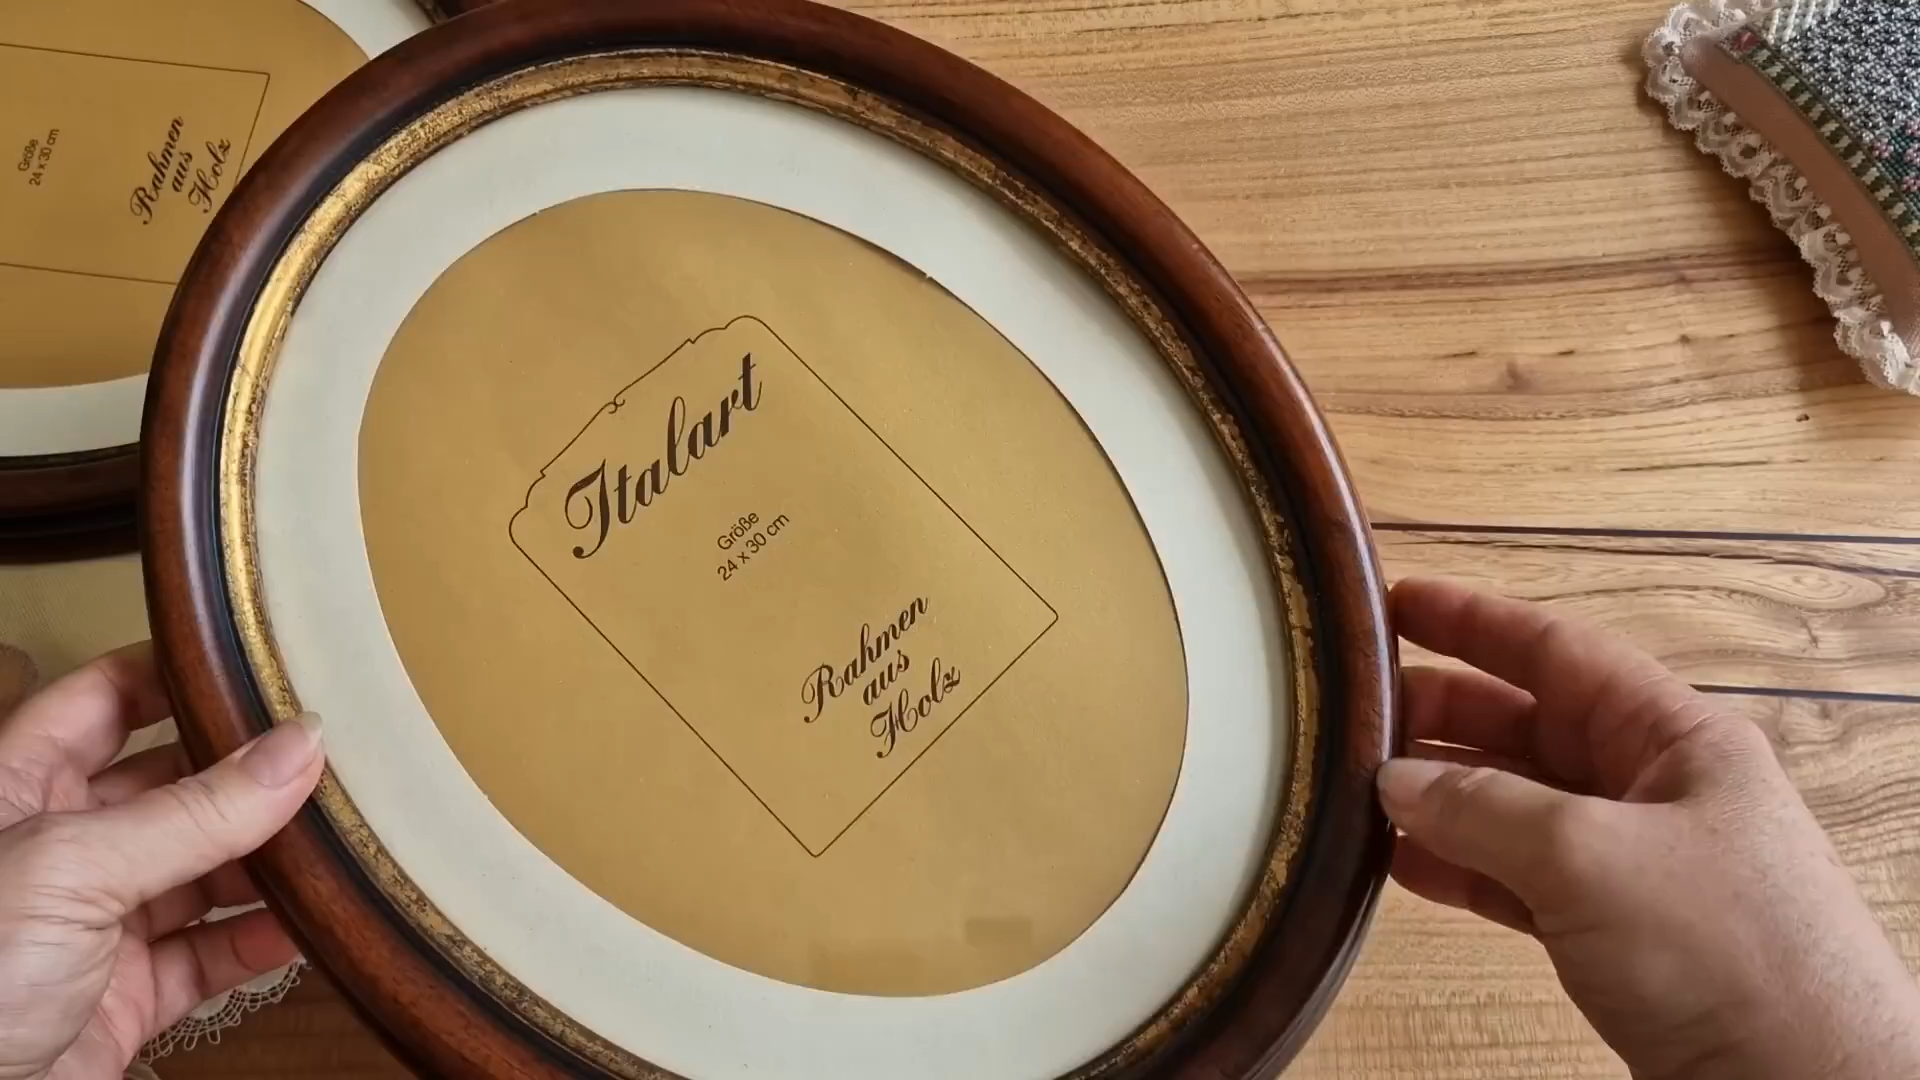 Größe
24 x 30 cm
Rahmen
aus
Holz
Italart
Größe
24 x 30 cm
Rahmen
aus
Holz